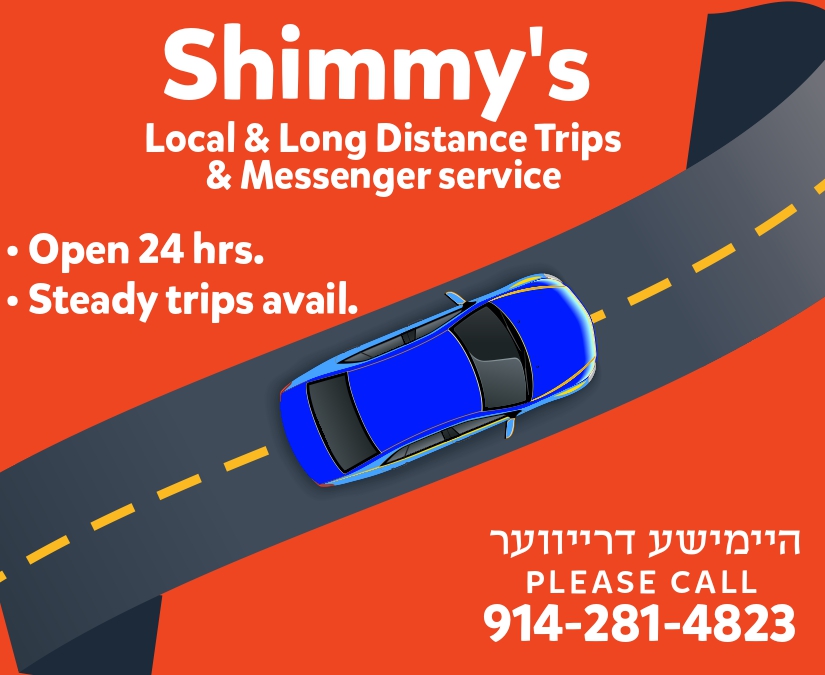 Shimmy's
Local & Long Distance Trips
& Messenger service
• Open 24 hrs.
• Steady trips avail.
היימישע דרייווער
PLEASE CALL
914-281-4823